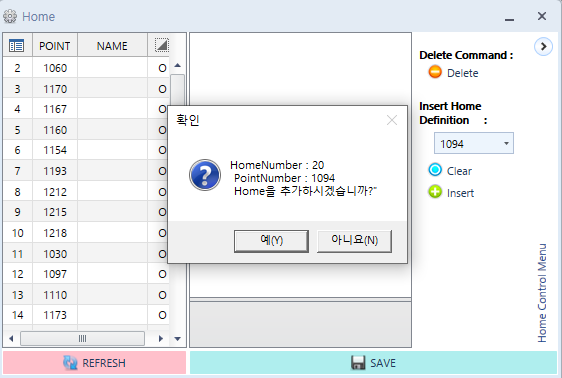 Home
POINT NAME
2 1060 O
3 1170 O
4 1167 O
5 1160 O
6 1154 O
7 1193 O
8 1212 O
9 1215 O
10 1218 O
11 1030 O
12 1097 O
13 1110 O
14 1173 O
REFRESH
확인
HomeNumber : 20
PointNumber : 1094
Home을 추가하시겠습니까?"
예(Y) 아니요(N)
Delete Command :
Delete
Insert Home
Definition :
1094
Clear
Insert
Home Control Menu
SAVE